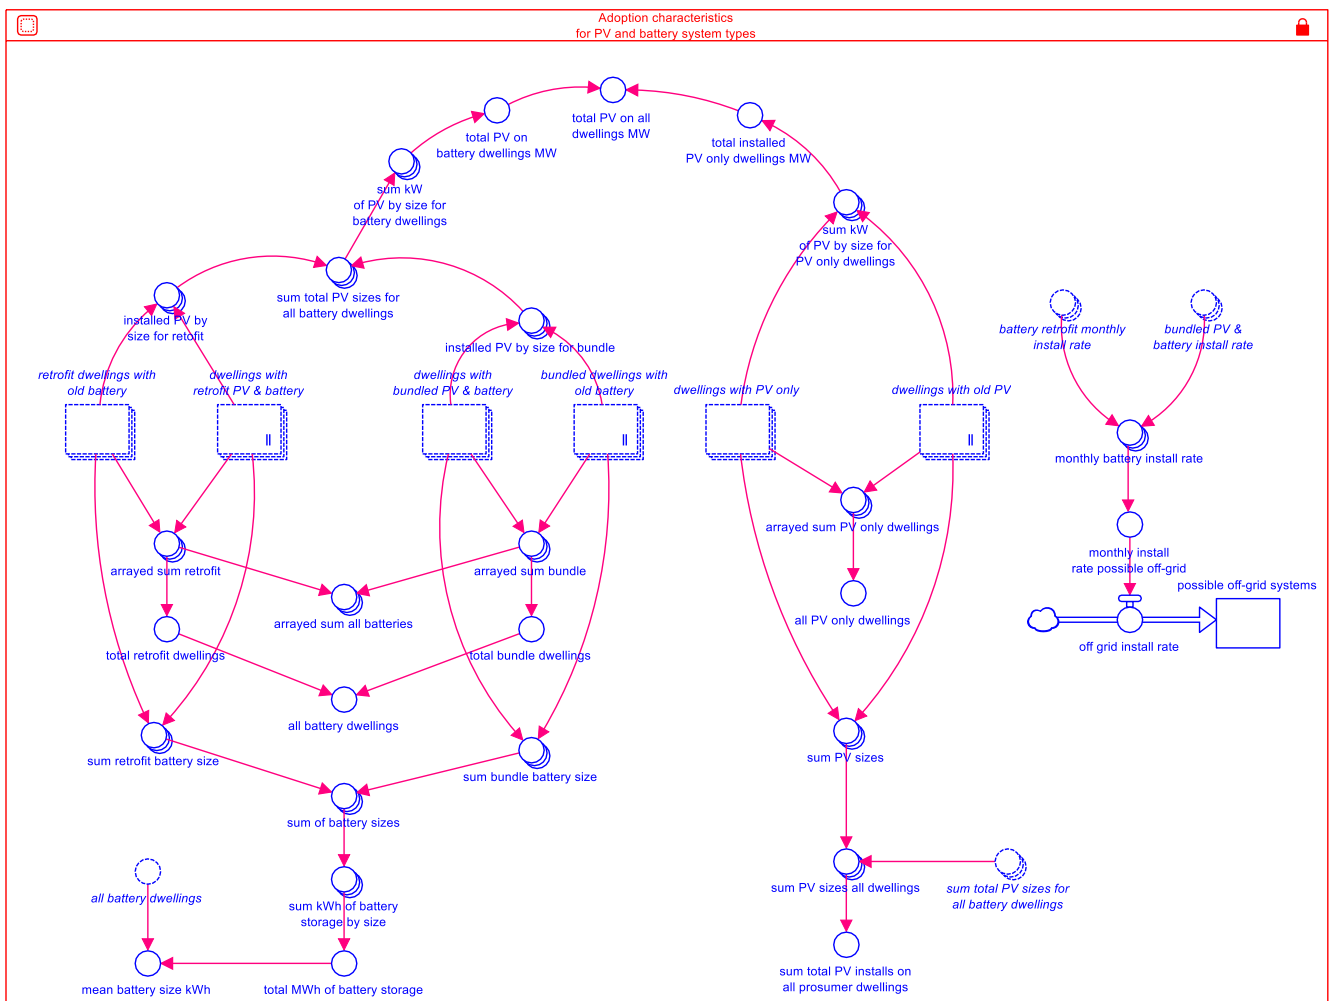 Adoption characteristics
for PV and battery system types
total PV on all
dwellings MW
total PV on
battery dwellings MW
total installed
PV only dwellings MW
sum kW
of PV by size for
battery dwellings
sum kW
of PV by size for
PV only dwellings
sum total PV sizes for
all battery dwellings
installed PV by
size for retofit
installed PV by size for bundle
battery retrofit monthly
install rate
bundled PV &
battery install rate
retrofit dwellings with
old battery
dwellings with
retrofit PV & battery
dwellings with
bundled PV & battery
bundled dwellings with
old battery
dwellings with PV only
dwellings with old PV
monthly battery install rate
arrayed sum PV only dwellings
monthly install
rate possible off-grid
possible off-grid systems
off grid install rate
arrayed sum retrofit
arrayed sum bundle
arrayed sum all batteries
all PV only dwellings
total retrofit dwellings
total bundle dwellings
all battery dwellings
sum retrofit battery size
sum bundle battery size
sum PV sizes
sum of battery sizes
all battery dwellings
sum kWh of battery
storage by size
sum PV sizes all dwellings
sum total PV sizes for
all battery dwellings
mean battery size kWh
total MWh of battery storage
sum total PV installs on
all prosumer dwellings